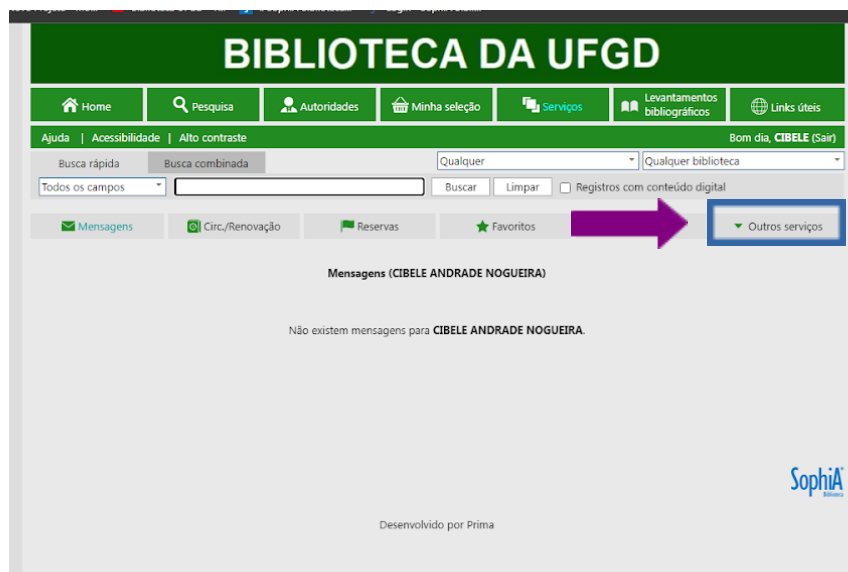 BIBLIOTECA DA UFGD
Home
Pesquisa
Autoridades
Minha seleção
Serviços
Levantamentos
bibliográficos
Links úteis
Ajuda | Acessibilidade | Alto contraste
Bom dia, CIBELE (Sair)
Busca rápida
Busca combinada
Qualquer
Qualquer biblioteca
Todos os campos
Buscar
Limpar
Registros com conteúdo digital
Mensagens
Circ./Renovação
Reservas
Favoritos
Outros serviços
Mensagens (CIBELE ANDRADE NOGUEIRA)
Não existem mensagens para CIBELE ANDRADE NOGUEIRA.
SophiA
Biblioteca
Desenvolvido por Prima